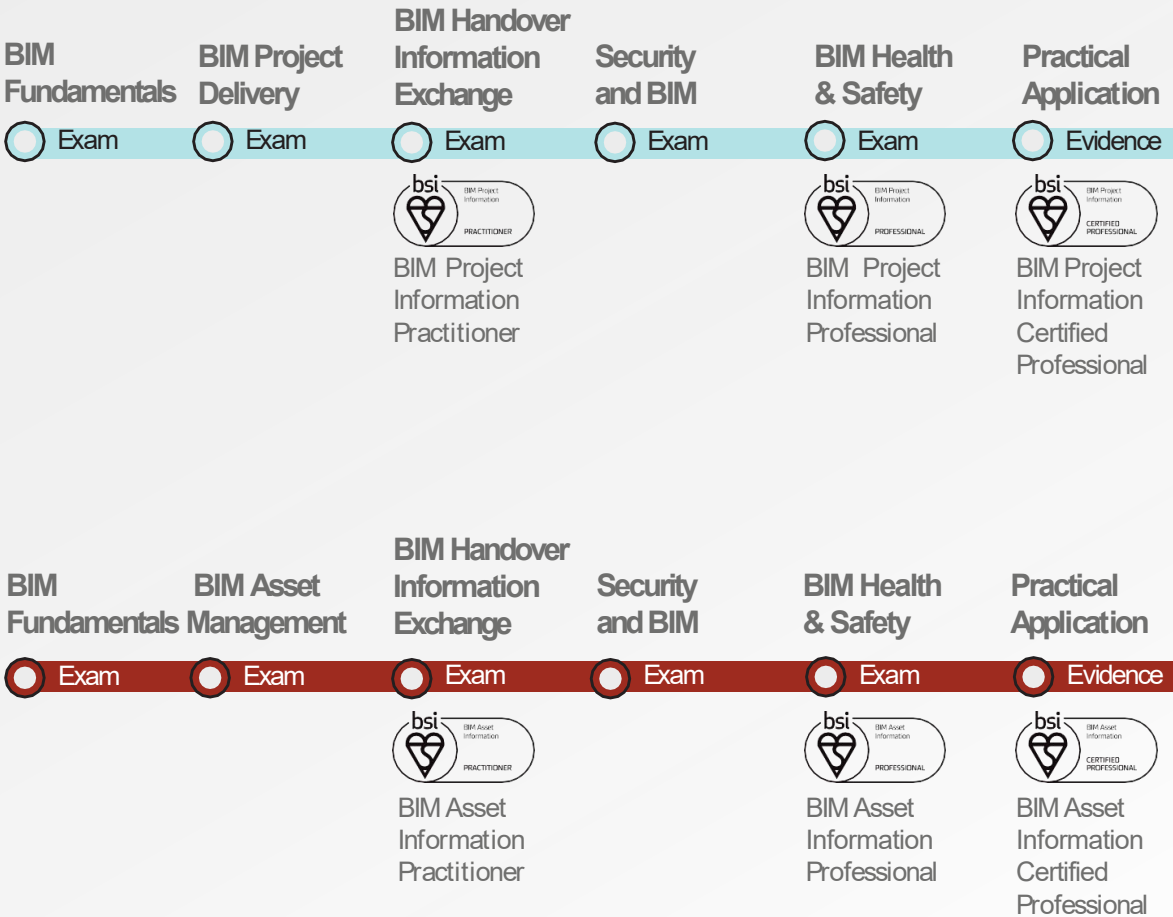 BIM
Fundamentals
BIM Project
Delivery
BIM Handover
Information
Exchange
Security
and BIM
BIM Health
& Safety
Practical
Application
Exam
Exam
Exam
Exam
Exam
Evidence
bsi
BIM Project
Information
PRACTITIONER
bsi
BIM Project
Information
PROFESSIONAL
bsi
BIM Project
Information
CERTIFIED
PROFESSIONAL
BIM Project
Information
Practitioner
BIM Project
Information
Professional
BIM Project
Information
Certified
Professional
BIM
Fundamentals
BIM Asset
Management
BIM Handover
Information
Exchange
Security
and BIM
BIM Health
& Safety
Practical
Application
Exam
Exam
Exam
Exam
Exam
Evidence
bsi
BIM Asset
Information
PRACTITIONER
bsi
BIM Asset
Information
PROFESSIONAL
bsi
BIM Asset
Information
CERTIFIED
PROFESSIONAL
BIM Asset
Information
Practitioner
BIM Asset
Information
Professional
BIM Asset
Information
Certified
Professional